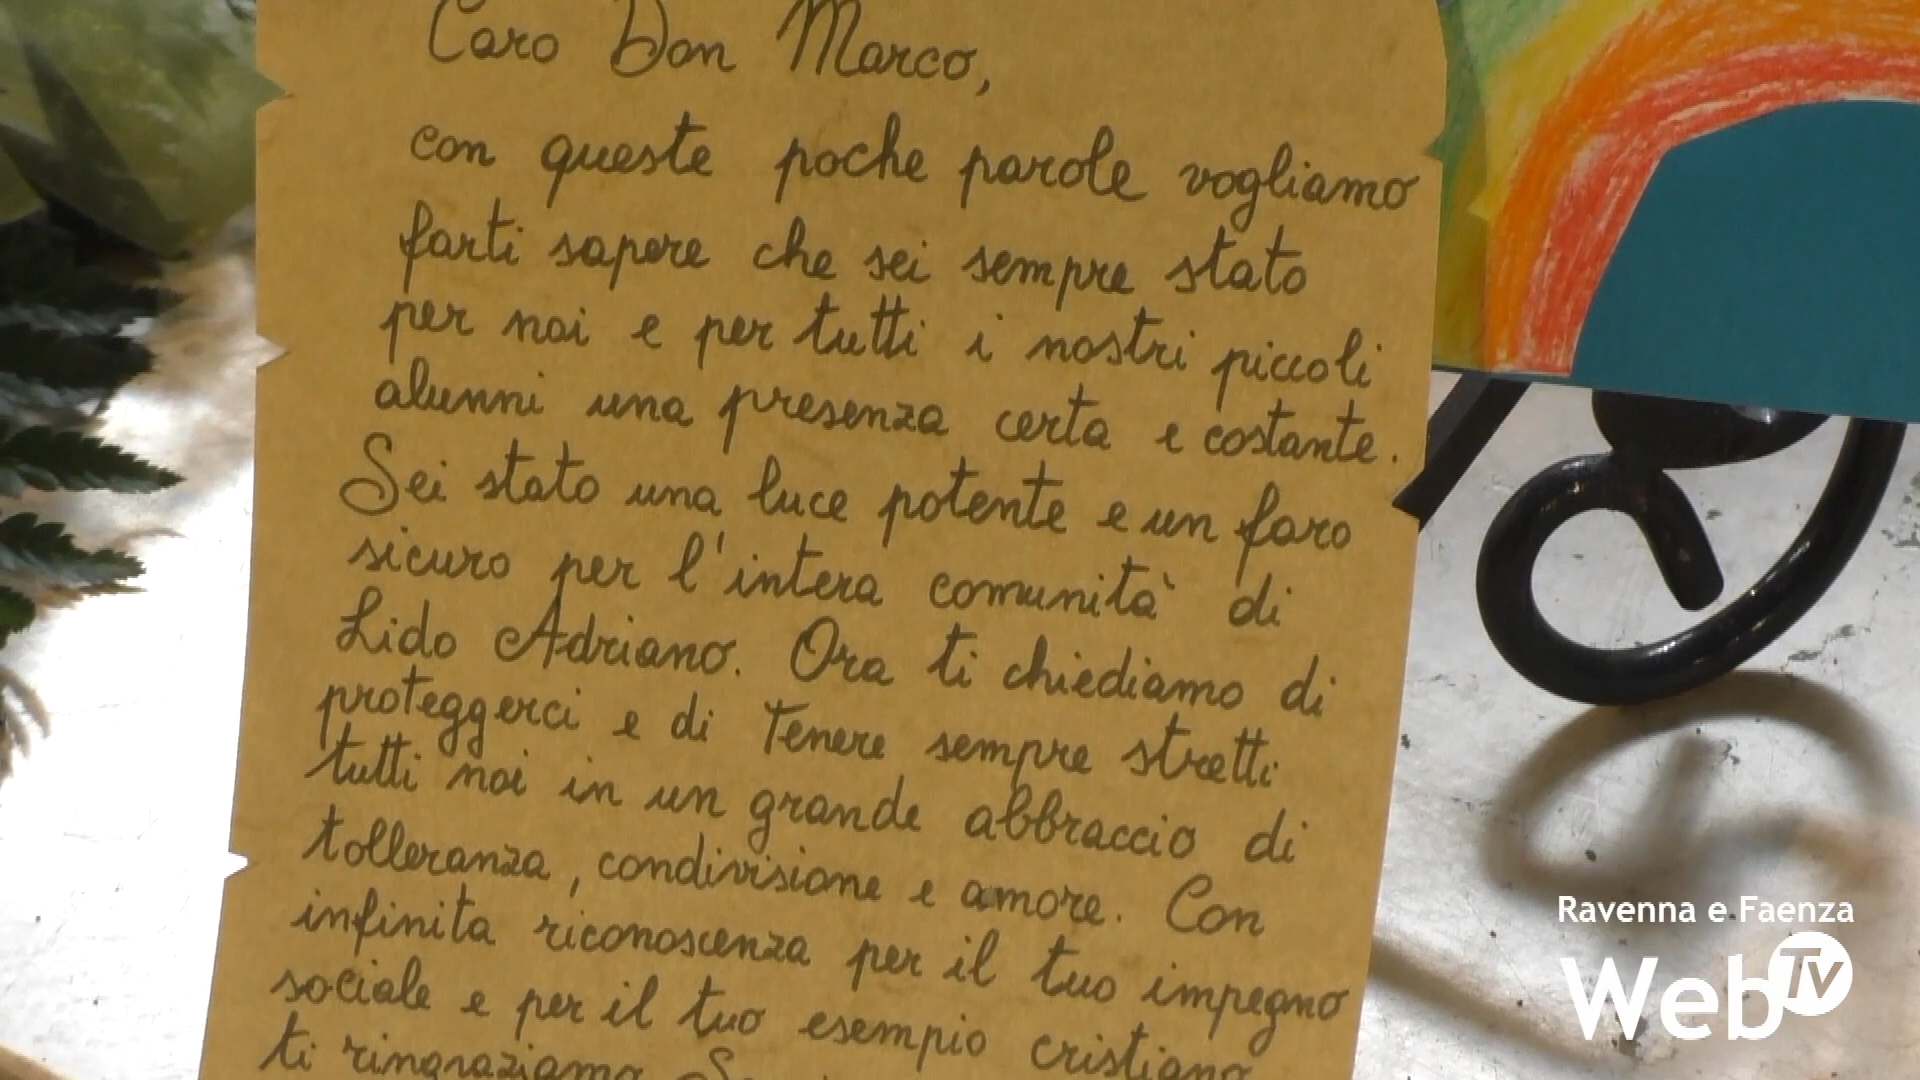 Caro Don Marco,
con queste poche parole vogliamo
farti sapere che sei sempre stato
per noi e per tutti i nostri piccoli
alunni una presenza certa e costante.
Sei stato una luce potente e un faro
sicuro per l'intera comunità di
Lido Adriano. Ora ti chiediamo di
proteggerci e di tenere sempre stretti
tutti noi in un grande abbraccio di
tolleranza, condivisione e amore. Con
infinita riconoscenza per il tuo impegno
sociale e per il tuo esempio cristiano
ti ringraziamo.
Ravenna e Faenza
WebTV